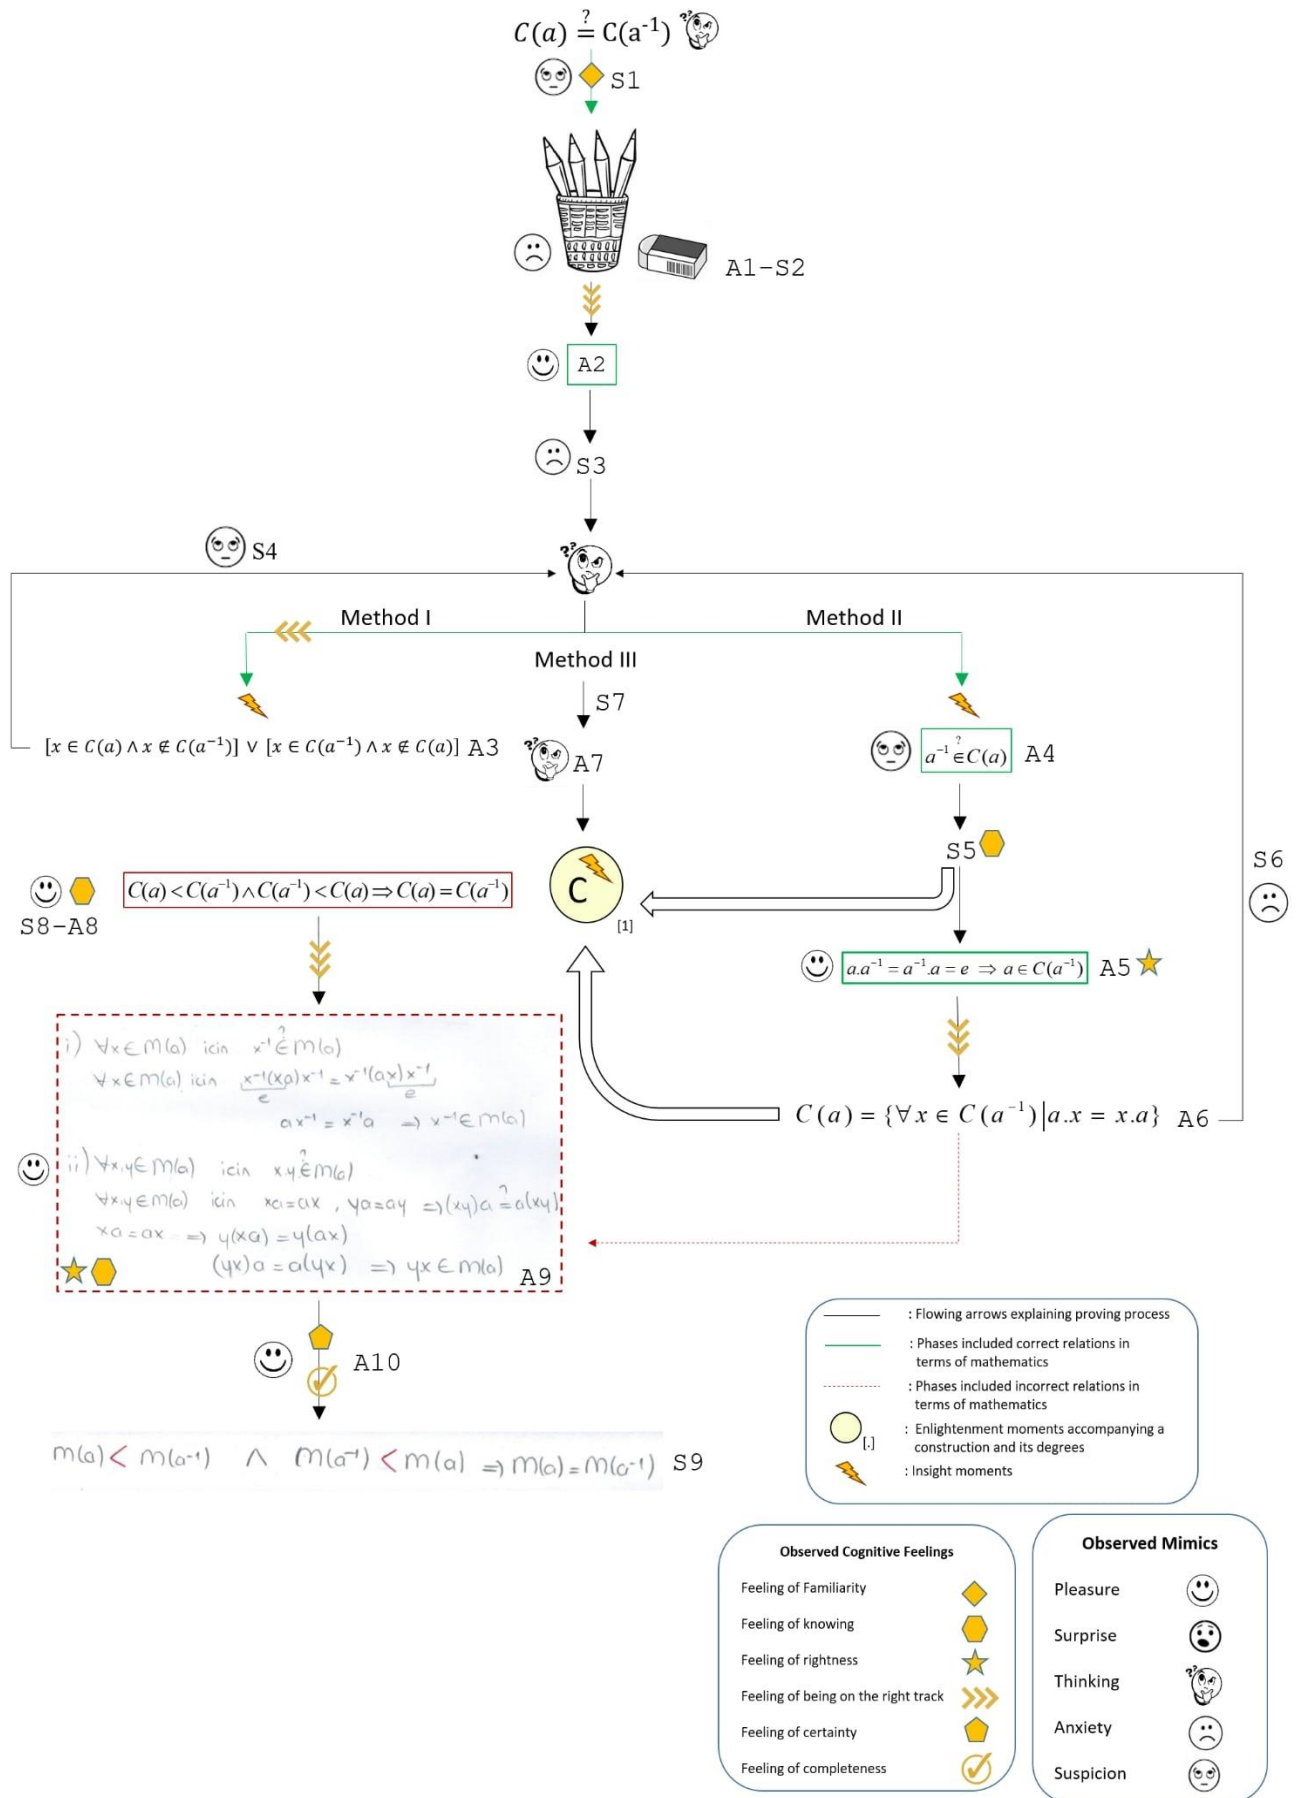 C(a) ≟ C(a⁻¹)
S1
A1-S2
A2
S3
S4
Method I
Method II
Method III
S7
[x ∈ C(a) ∧ x ∉ C(a⁻¹)] ∨ [x ∈ C(a⁻¹) ∧ x ∉ C(a)] A3
A7
a⁻¹ ?∈ C(a) A4
S5
S6
C
[1]
C(a) < C(a⁻¹) ∧ C(a⁻¹) < C(a) ⇒ C(a) = C(a⁻¹)
S8-A8
a.a⁻¹ = a⁻¹.a = e ⇒ a ∈ C(a⁻¹) A5
C(a) = {∀x ∈ C(a⁻¹)|a.x = x.a} A6
i) ∀x∈m(a) icin x⁻¹ ?∈ m(a)
∀x∈m(a) icin x⁻¹(xa)x⁻¹ = x⁻¹(ax)x⁻¹
e e
ax⁻¹ = x⁻¹a ⇒ x⁻¹∈m(a)
ii) ∀x,y∈m(a) icin xy ?∈ m(a)
∀x,y∈m(a) icin xa=ax , ya=ay ⇒(xy)a ≟ a(xy)
xa=ax ⇒ y(xa) = y(ax)
(yx)a = a(yx) ⇒ yx∈m(a)
A9
A10
m(a) < m(a⁻¹) ∧ m(a⁻¹) < m(a) ⇒ m(a) = m(a⁻¹) S9
: Flowing arrows explaining proving process
: Phases included correct relations in
terms of mathematics
: Phases included incorrect relations in
terms of mathematics
[.]
: Enlightenment moments accompanying a
construction and its degrees
: Insight moments
Observed Cognitive Feelings
Feeling of Familiarity
Feeling of knowing
Feeling of rightness
Feeling of being on the right track
Feeling of certainty
Feeling of completeness
Observed Mimics
Pleasure
Surprise
Thinking
Anxiety
Suspicion